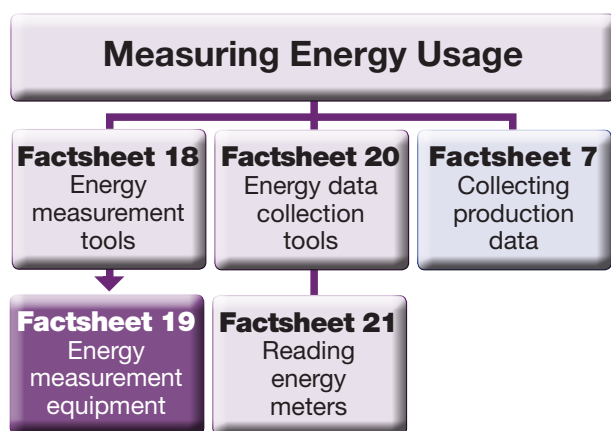 Measuring Energy Usage
Factsheet 18
Energy
measurement
tools
Factsheet 20
Energy data
collection
tools
Factsheet 7
Collecting
production
data
Factsheet 19
Energy
measurement
equipment
Factsheet 21
Reading
energy
meters